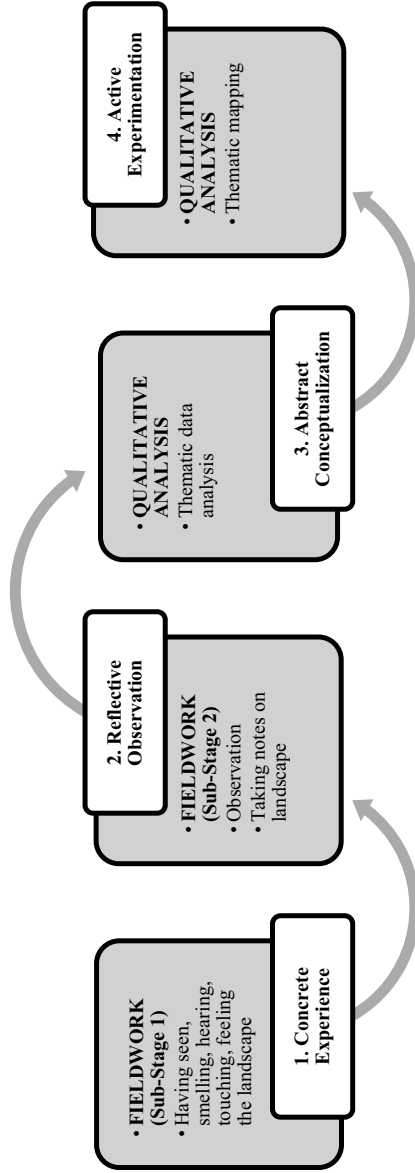 • FIELDWORK
(Sub-Stage 1)
• Having seen,
smelling, hearing,
touching, feeling
the landscape
1. Concrete
Experience
2. Reflective
Observation
• FIELDWORK
(Sub-Stage 2)
• Observation
• Taking notes on
landscape
• QUALITATIVE
ANALYSIS
• Thematic data
analysis
3. Abstract
Conceptualization
4. Active
Experimentation
• QUALITATIVE
ANALYSIS
• Thematic mapping